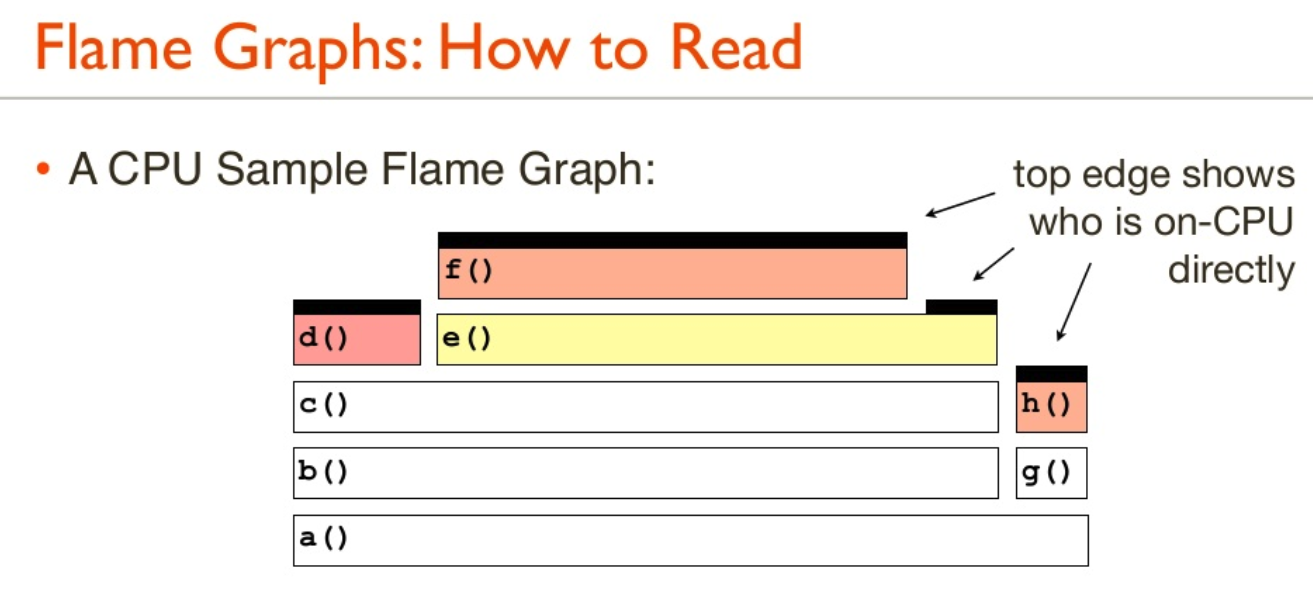 Flame Graphs: How to Read
• A CPU Sample Flame Graph:
top edge shows
who is on-CPU
directly
f()
d()
e()
c()
h()
b()
g()
a()